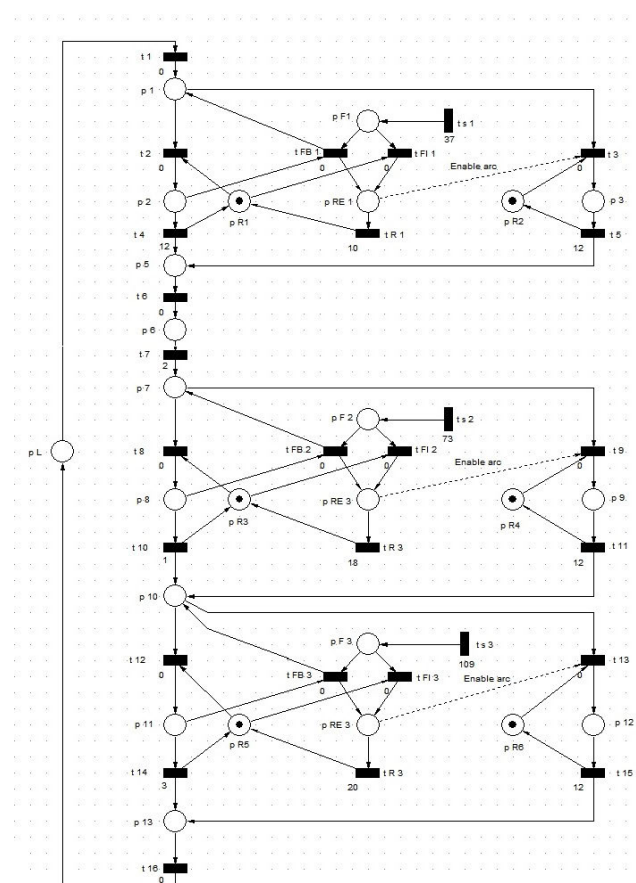 t 1
0
p 1
p F1
t s 1
37
t 2
0
t FB 1
0
t FI 1
0
Enable arc
t 3
0
p 2
p R1
p RE 1
p R2
p 3
t 4
12
t R 1
10
t 5
12
p 5
t 6
0
p 6
t 7
2
p 7
p F 2
t s 2
73
p L
t 8
0
t FB 2
0
t FI 2
0
Enable arc
t 9
0
p 8
p R3
p RE 3
p R4
p 9
t 10
1
t R 3
18
t 11
12
p 10
p F 3
t s 3
109
t 12
0
t FB 3
0
t FI 3
0
Enable arc
t 13
0
p 11
p R5
p RE 3
p R6
p 12
t 14
3
t R 3
20
t 15
12
p 13
t 16
0